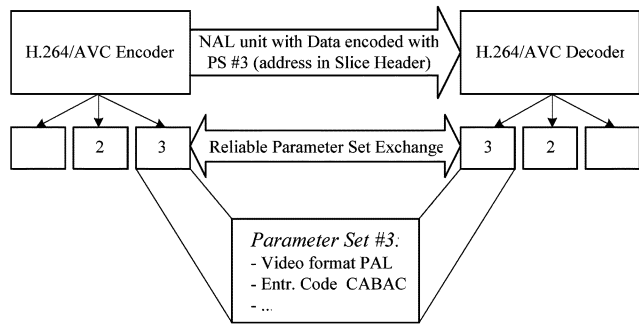 H.264/AVC Encoder
NAL unit with Data encoded with
PS #3 (address in Slice Header)
H.264/AVC Decoder
2
3
Reliable Parameter Set Exchange
3
2
Parameter Set #3:
- Video format PAL
- Entr. Code CABAC
- ...